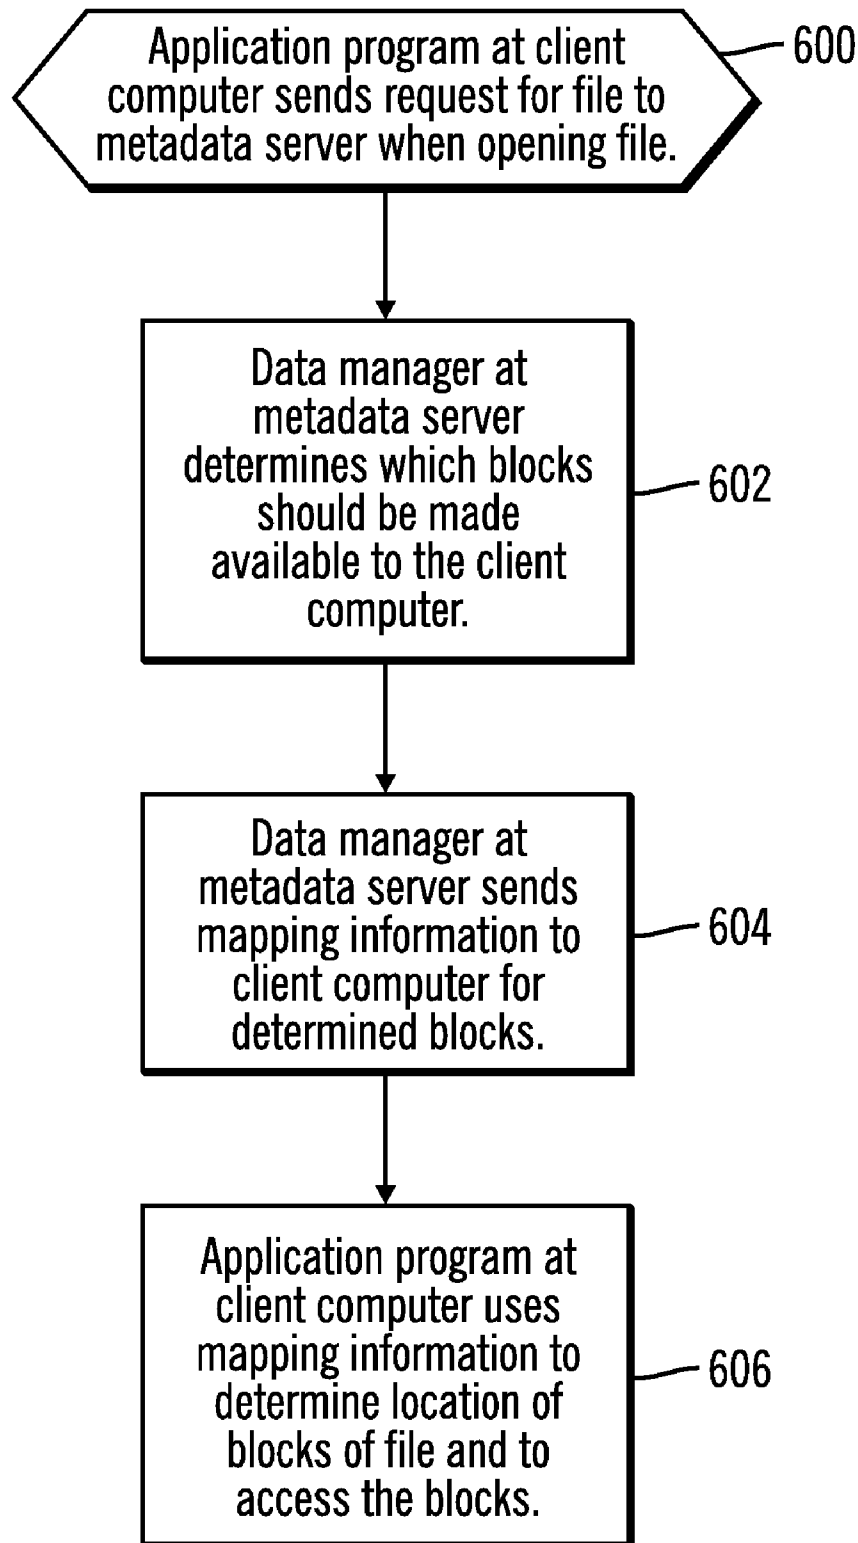 Application program at client
computer sends request for file to
metadata server when opening file.
600
Data manager at
metadata server
determines which blocks
should be made
available to the client
computer.
602
Data manager at
metadata server sends
mapping information to
client computer for
determined blocks.
604
Application program at
client computer uses
mapping information to
determine location of
blocks of file and to
access the blocks.
606